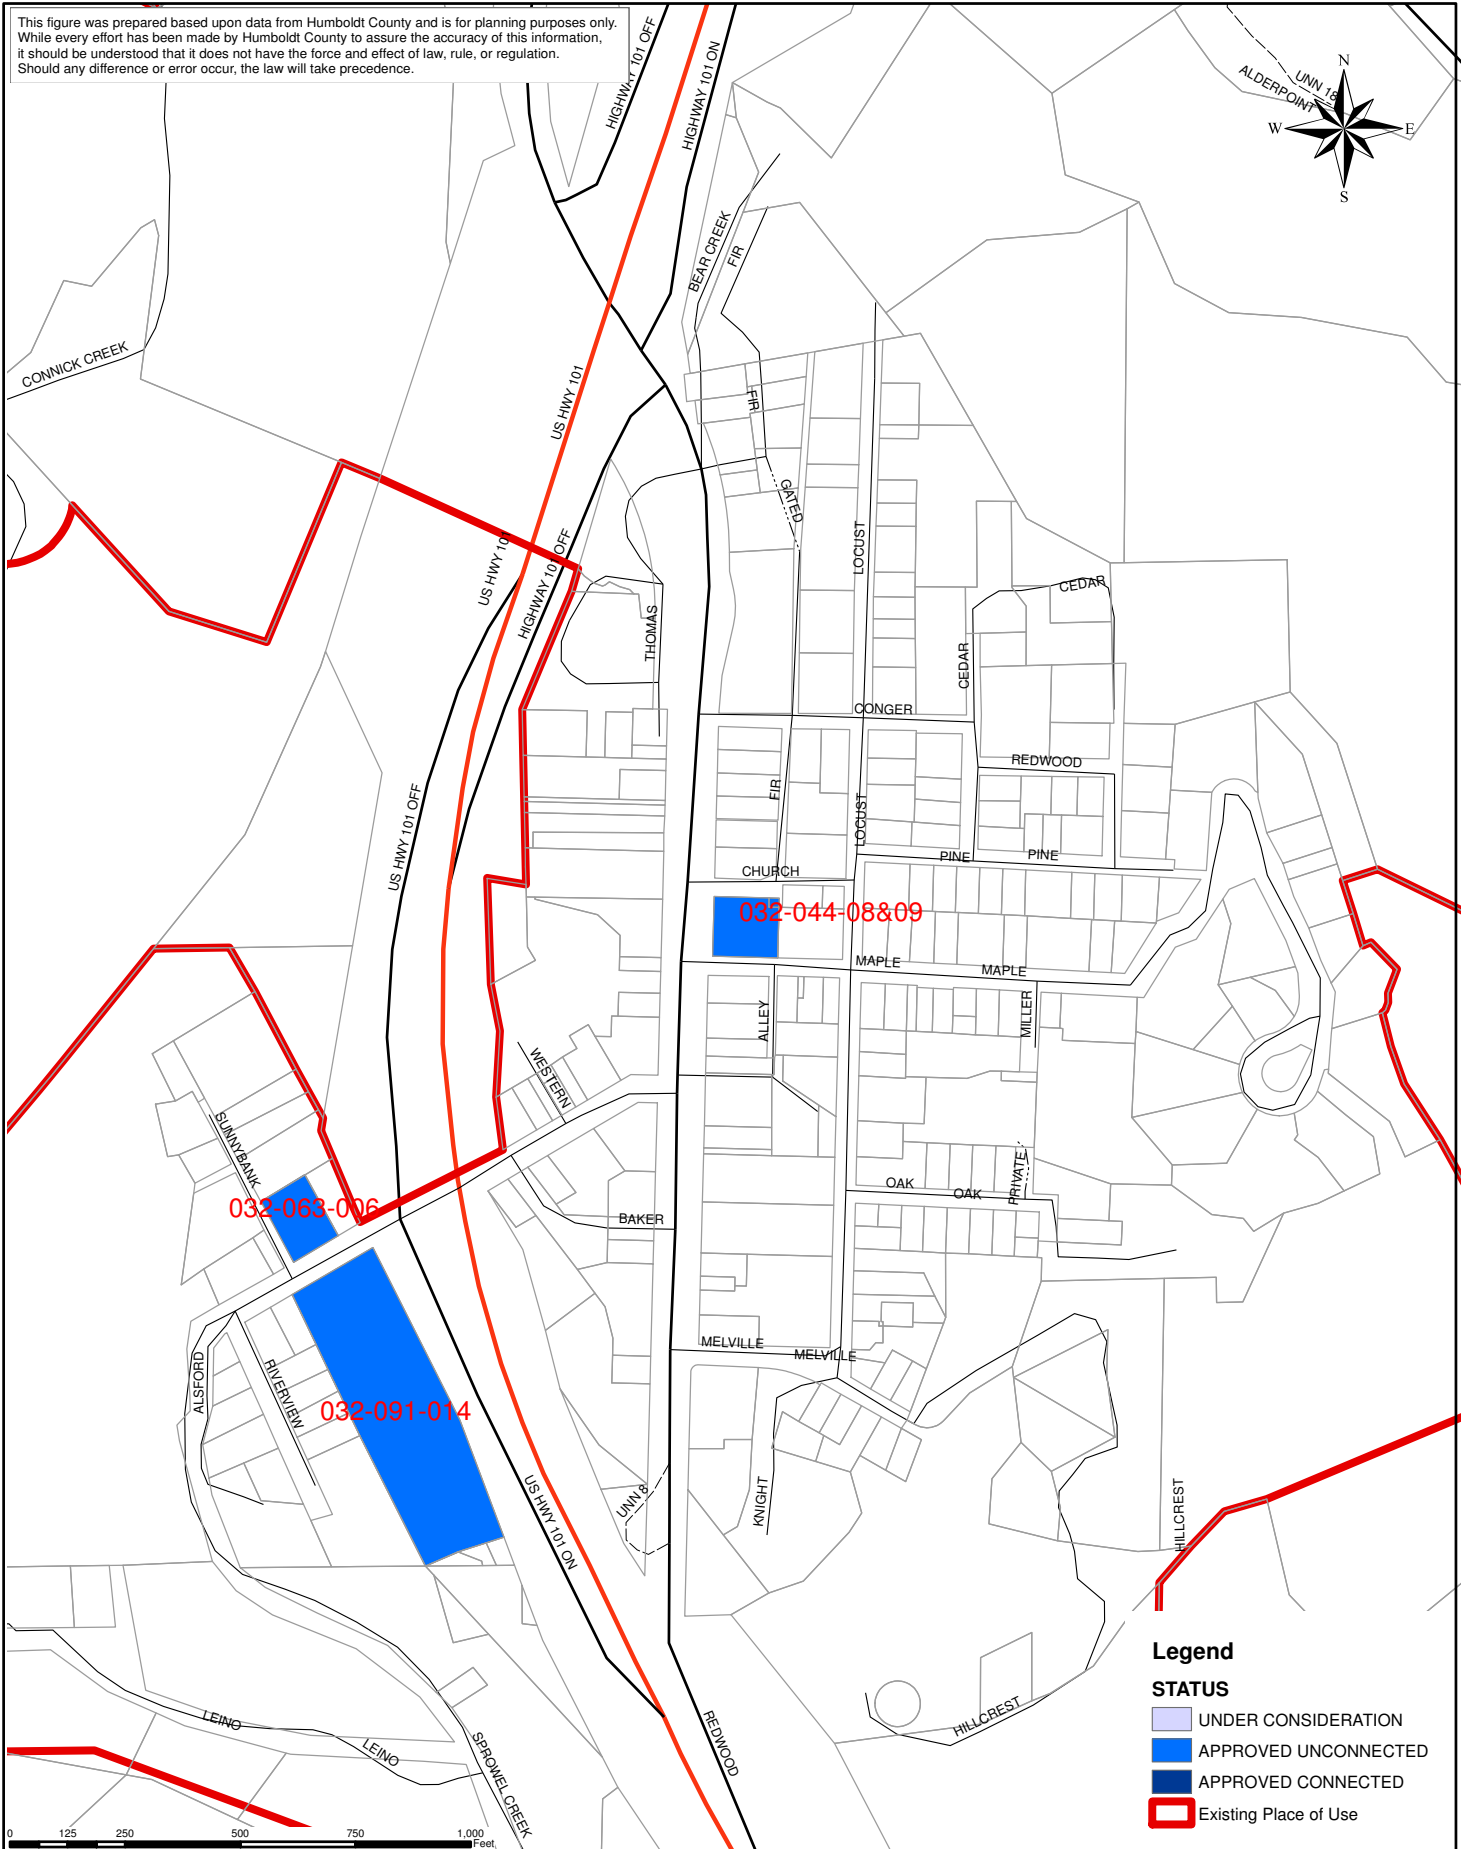 This figure was prepared based upon data from Humboldt County and is for planning purposes only.
While every effort has been made by Humboldt County to assure the accuracy of this information,
it should be understood that it does not have the force and effect of law, rule, or regulation.
Should any difference or error occur, the law will take precedence.
HIGHWAY 101 OFF
HIGHWAY 101 ON
UNN 18
ALDERPOINT
N
W
E
S
BEAR CREEK
FIR
CONNICK CREEK
US HWY 101
FIR
GATED
LOCUST
US HWY 101
HIGHWAY 101 OFF
THOMAS
CEDAR
CEDAR
CONGER
REDWOOD
FIR
LOCUST
US HWY 101 OFF
PINE
PINE
CHURCH
032-044-08&09
MAPLE
MAPLE
ALLEY
MILLER
WESTERN
SUNNYBANK
PRIVATE
OAK
OAK
032-063-006
BAKER
MELVILLE
MELVILLE
ALSFORD
RIVERVIEW
032-091-014
US HWY 101 ON
UNN 8
KNIGHT
HILLCREST
HILLCREST
LEINO
LEINO
SPROWEL CREEK
REDWOOD
Legend
STATUS
UNDER CONSIDERATION
APPROVED UNCONNECTED
APPROVED CONNECTED
Existing Place of Use
0 125 250 500 750 1,000
Feet